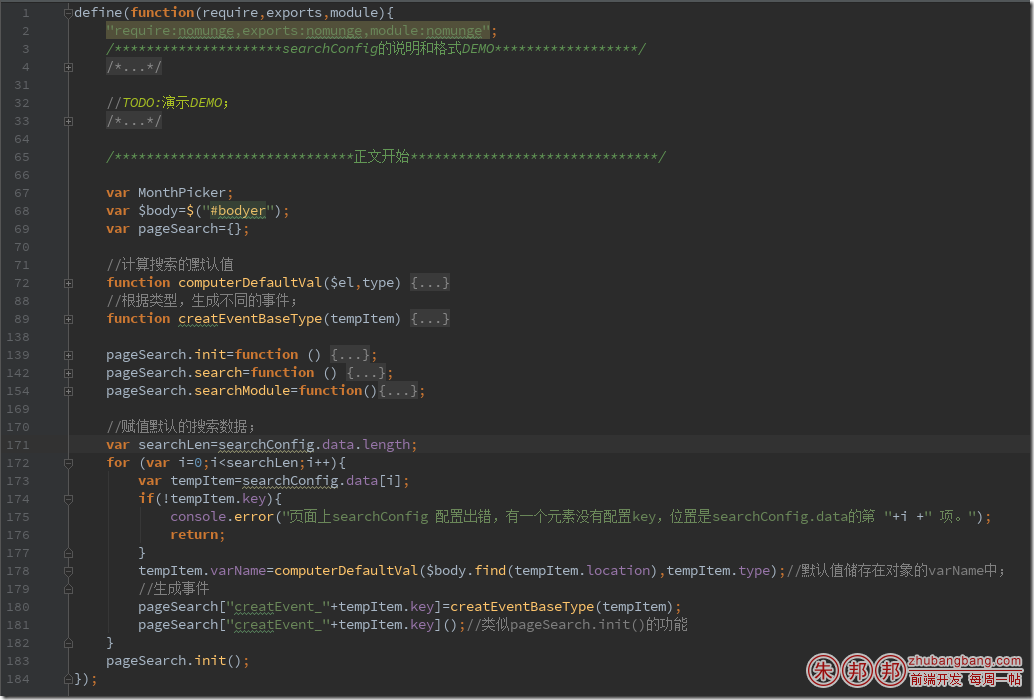 1 define(function(require,exports,module){
2 "require:nomunge,exports:nomunge,module:nomunge";
3 /*********************searchConfig的说明和格式DEMO******************/
4 /*...*/
31
32 //TODO:演示DEMO;
33 /*...*/
64
65 /******************************正文开始*******************************/
66
67 var MonthPicker;
68 var $body=$("#bodyer");
69 var pageSearch={};
70
71 //计算搜索的默认值
72 function computerDefaultVal($el,type) {...}
88 //根据类型，生成不同的事件;
89 function creatEventBaseType(tempItem) {...}
138
139 pageSearch.init=function () {...};
142 pageSearch.search=function () {...};
154 pageSearch.searchModule=function(){...};
169
170 //赋值默认的搜索数据;
171 var searchLen=searchConfig.data.length;
172 for (var i=0;i<searchLen;i++){
173 var tempItem=searchConfig.data[i];
174 if(!tempItem.key){
175 console.error("页面上searchConfig 配置出错，有一个元素没有配置key，位置是searchConfig.data的第 "+i +" 项。");
176 return;
177 }
178 tempItem.varName=computerDefaultVal($body.find(tempItem.location),tempItem.type);//默认值储存在对象的varName中;
179 //生成事件
180 pageSearch["creatEvent_"+tempItem.key]=creatEventBaseType(tempItem);
181 pageSearch["creatEvent_"+tempItem.key]();//类似pageSearch.init()的功能
182 }
183 pageSearch.init();
184 });
朱邦邦 zhubangbang.com
前端开发 每周一帖